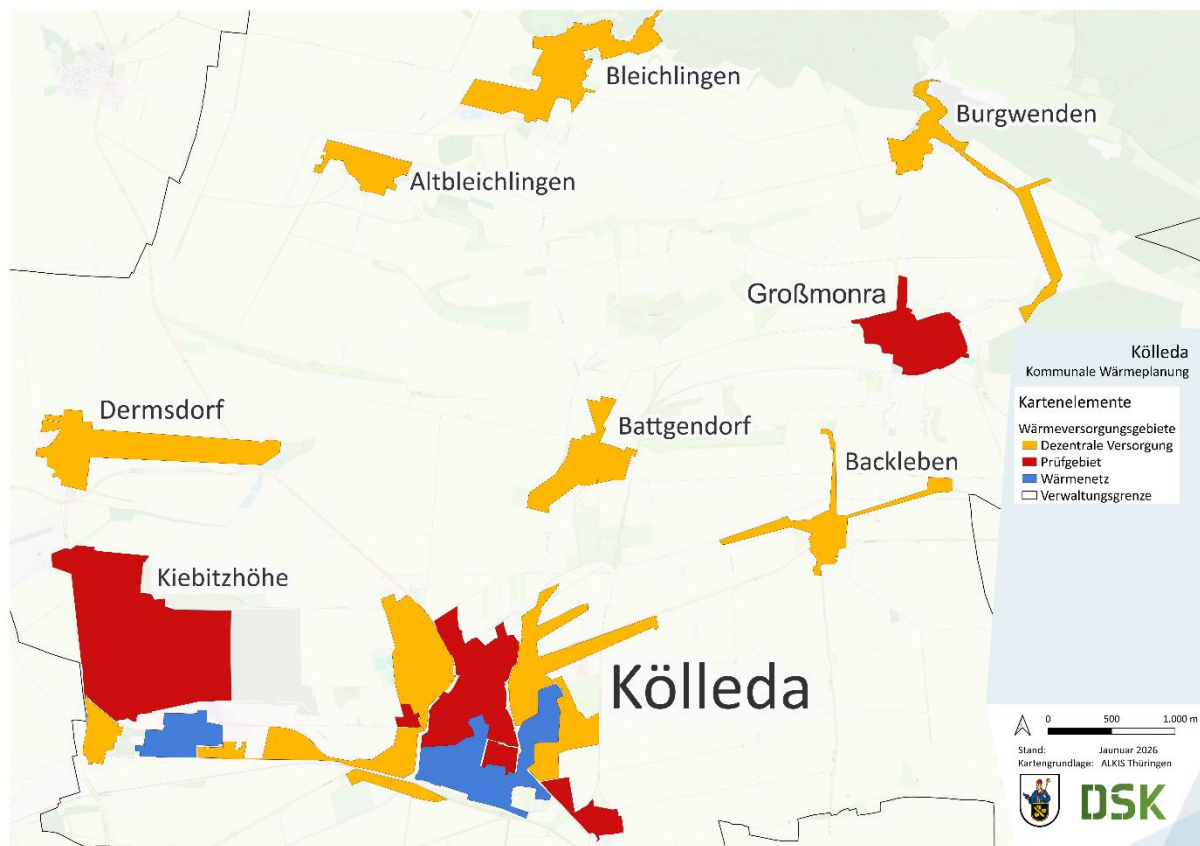 Bleichlingen
Burgwenden
Altbleichlingen
Großmonra
Dermsdorf
Battgendorf
Backleben
Kiebitzhöhe
Kölleda
Kölleda
Kommunale Wärmeplanung
Kartenelemente
Wärmeversorgungsgebiete
Dezentrale Versorgung
Prüfgebiet
Wärmenetz
Verwaltungsgrenze
0 500 1.000 m
Stand: Jaunuar 2026
Kartengrundlage: ALKIS Thüringen
DSK